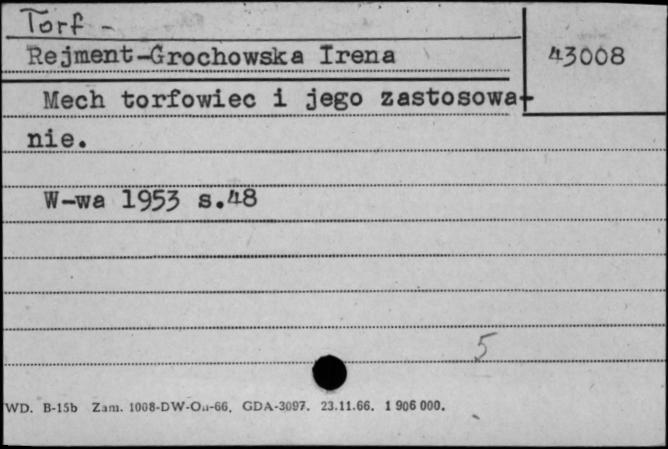 Torf -
Rejment-Grochowska Irena
43008
Mech torfowiec i jego zastosowa-
nie.
W-wa 1953 s.48
5
WD. B-15b Zam. 1008-DW-Ou-66. GDA-3097. 23.11.66. 1 906 000.